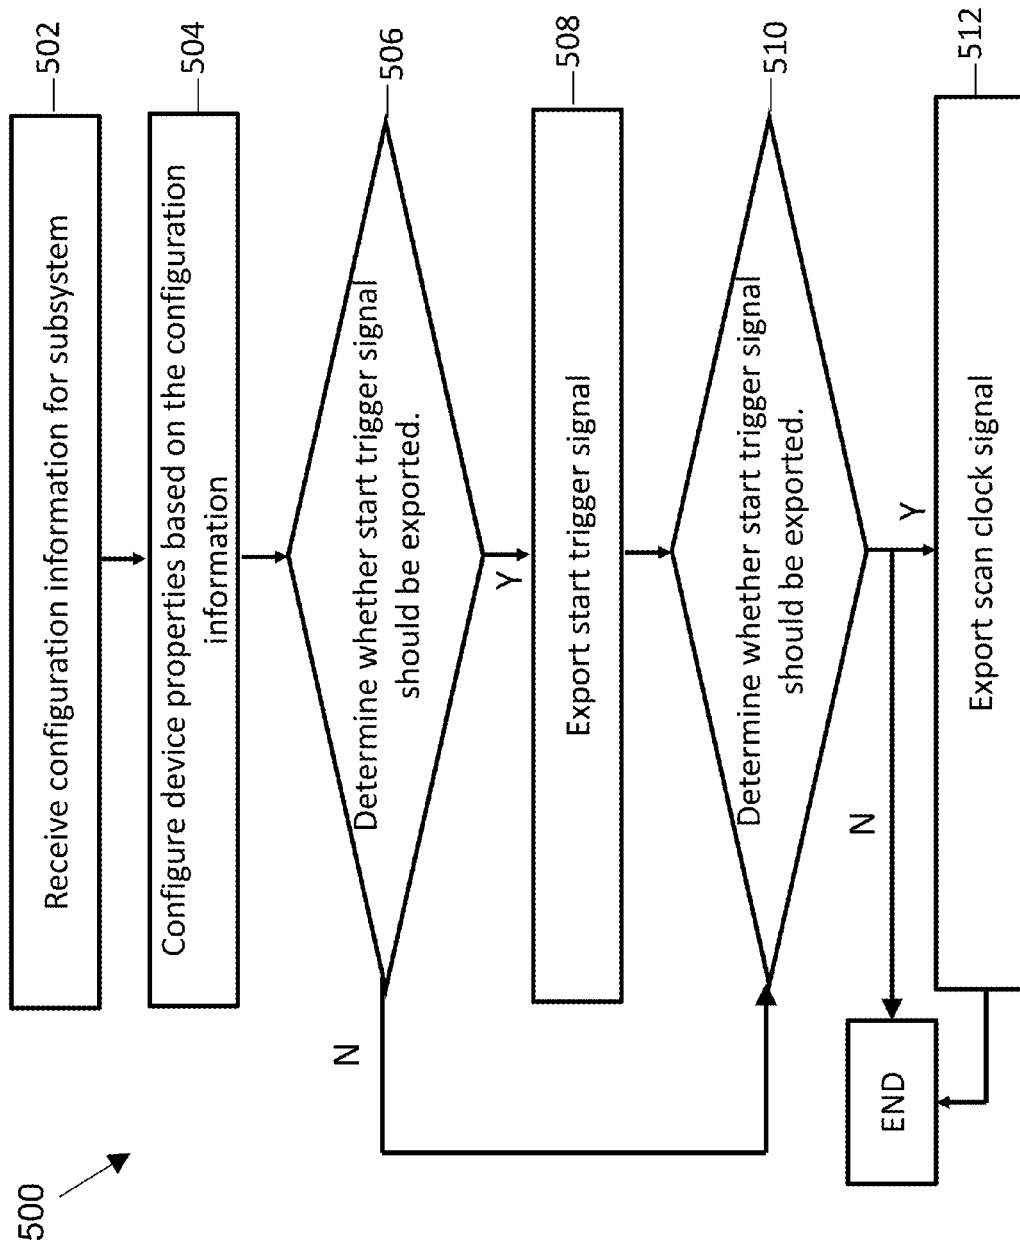 500
Receive configuration information for subsystem
502
Configure device properties based on the configuration
information
504
Determine whether start trigger signal
should be exported.
506
N
Y
Export start trigger signal
508
Determine whether start trigger signal
should be exported.
510
N
Y
Export scan clock signal
512
END